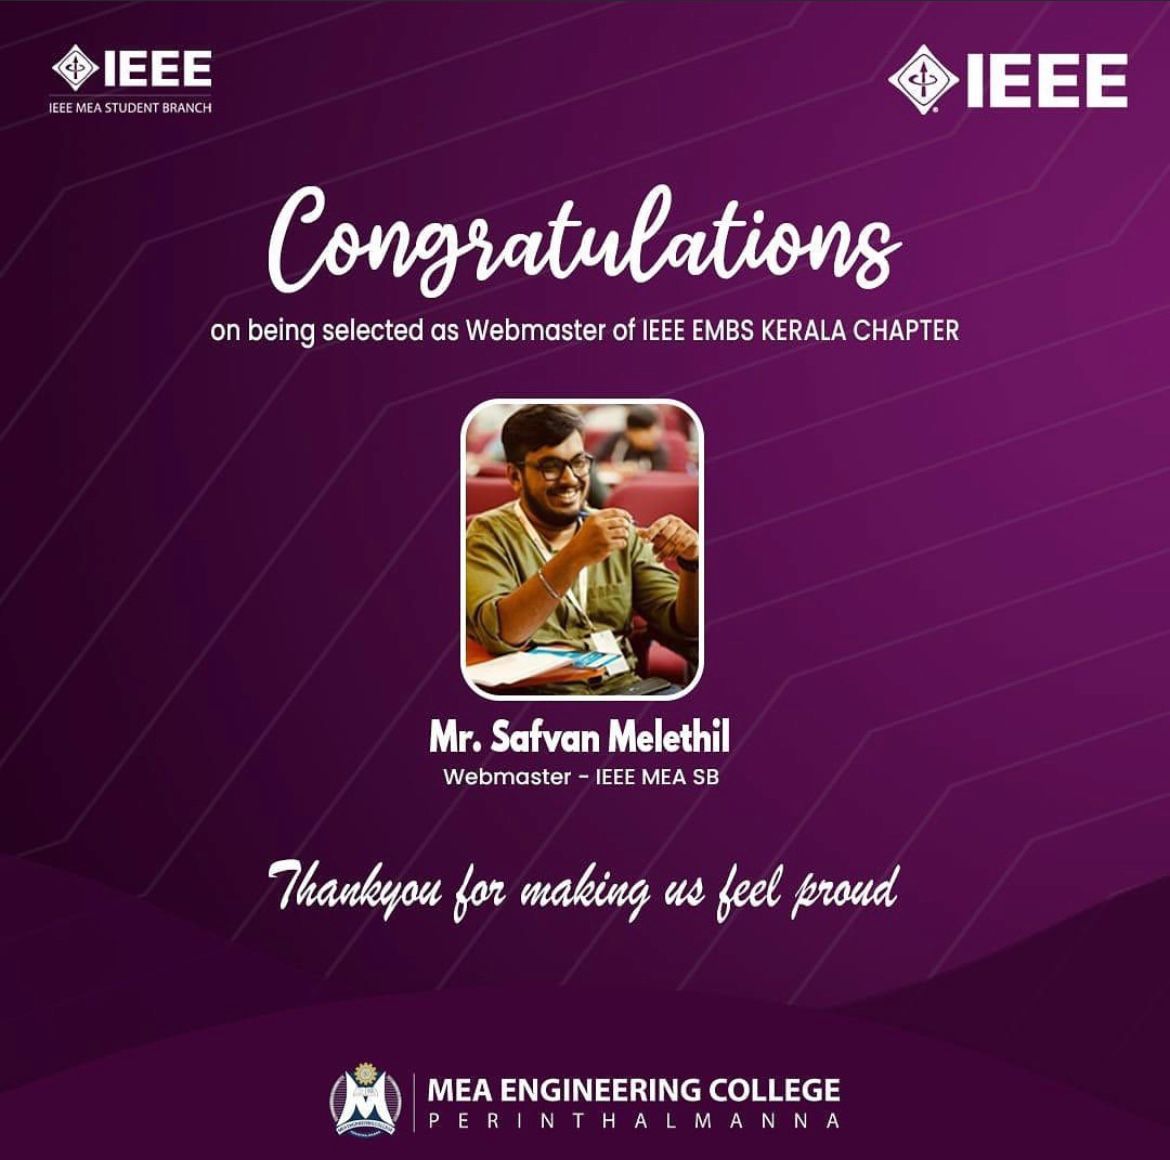 IEEE
IEEE MEA STUDENT BRANCH
IEEE
Congratulations
on being selected as Webmaster of IEEE EMBS KERALA CHAPTER
Mr. Safvan Melethil
Webmaster - IEEE MEA SB
Thankyou for making us feel proud
MEA ENGINEERING COLLEGE
PERINTHALMANNA